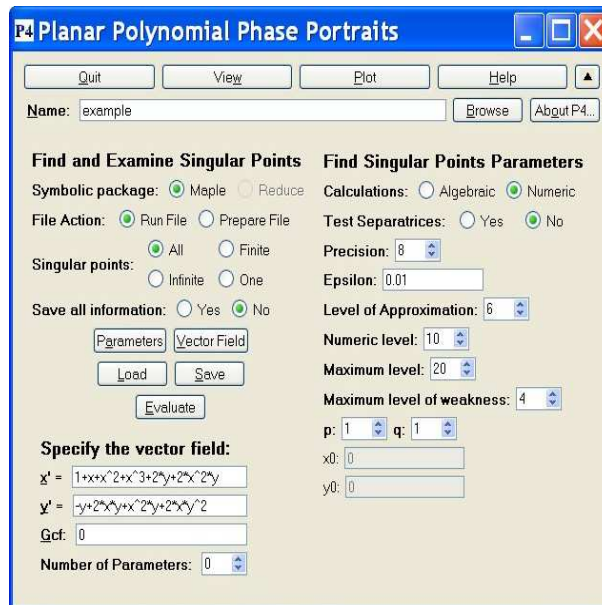 P4 Planar Polynomial Phase Portraits
Quit View Plot Help
Name: example Browse About P4...
Find and Examine Singular Points
Symbolic package: Maple Reduce
File Action: Run File Prepare File
Singular points: All Finite
Infinite One
Save all information: Yes No
Parameters Vector Field
Load Save
Evaluate
Specify the vector field:
x' = 1+x+x^2+x^3+2*y+2*x^2*y
y' = -y+2*x*y+x^2*y+2*x*y^2
Gcf: 0
Number of Parameters: 0
Find Singular Points Parameters
Calculations: Algebraic Numeric
Test Separatrices: Yes No
Precision: 8
Epsilon: 0.01
Level of Approximation: 6
Numeric level: 10
Maximum level: 20
Maximum level of weakness: 4
p: 1 q: 1
x0: 0
y0: 0